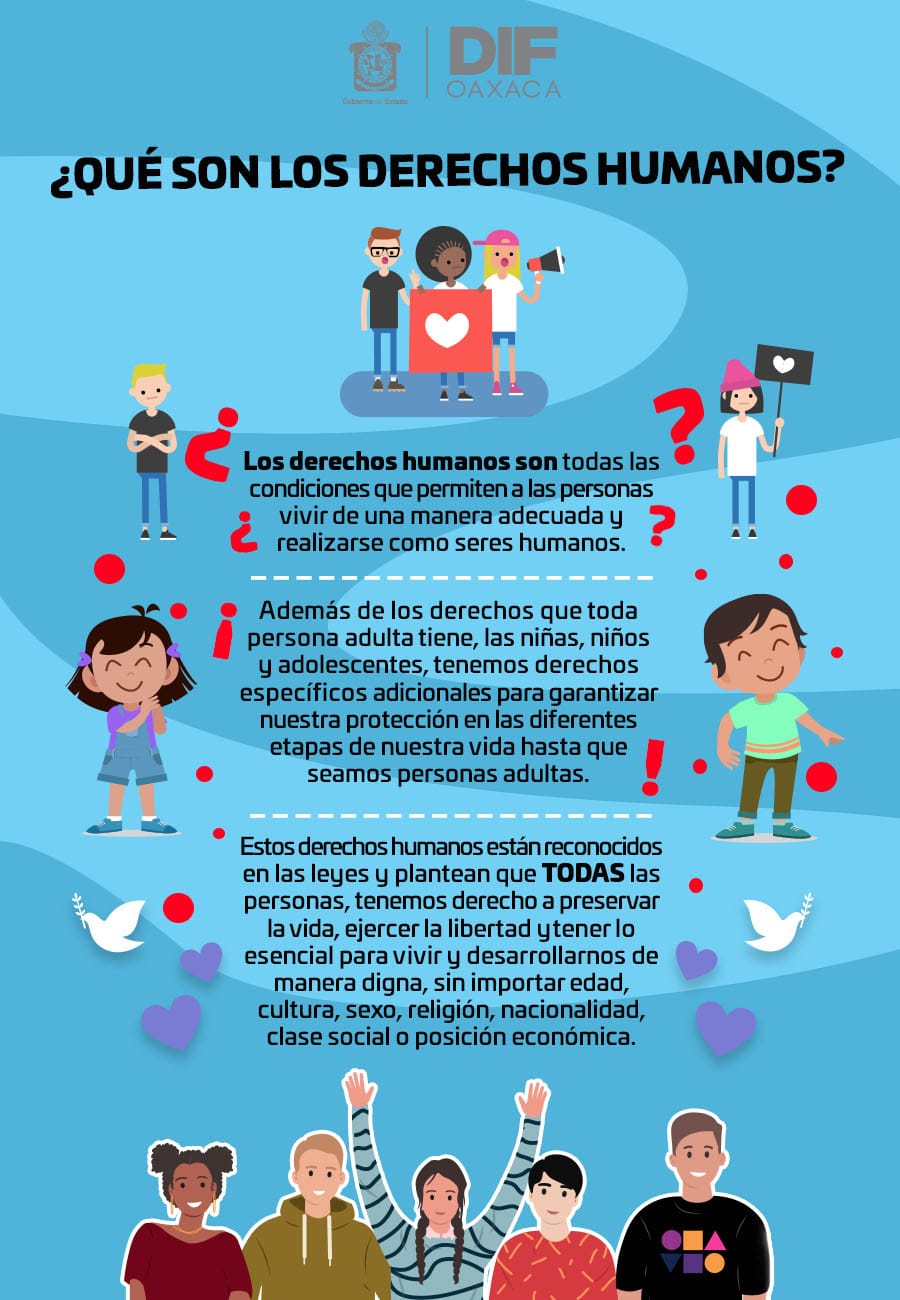 DIF
OAXACA
Gobierno del Estado
¿QUÉ SON LOS DERECHOS HUMANOS?
Los derechos humanos son todas las
condiciones que permiten a las personas
vivir de una manera adecuada y
realizarse como seres humanos.
Además de los derechos que toda
persona adulta tiene, las niñas, niños
y adolescentes, tenemos derechos
específicos adicionales para garantizar
nuestra protección en las diferentes
etapas de nuestra vida hasta que
seamos personas adultas.
Estos derechos humanos están reconocidos
en las leyes y plantean que TODAS las
personas, tenemos derecho a preservar
la vida, ejercer la libertad y tener lo
esencial para vivir y desarrollarnos de
manera digna, sin importar edad,
cultura, sexo, religión, nacionalidad,
clase social o posición económica.